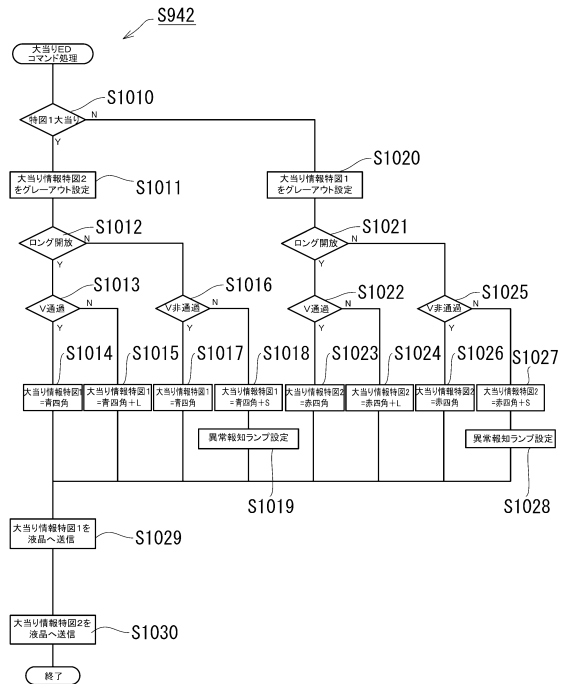 S942
大当りED
コマンド処理
S1010
特図1大当り
N
Y
大当り情報特図2
をグレーアウト設定
S1011
大当り情報特図1
をグレーアウト設定
S1020
ロング開放
S1012
N
Y
ロング開放
S1021
N
Y
V通過
S1013
N
Y
V非通過
S1016
N
Y
V通過
S1022
N
Y
V非通過
S1025
N
Y
S1014
S1015
S1017
S1018
S1023
S1024
S1026
S1027
大当り情報特図1
=青四角
大当り情報特図1
=青四角+L
大当り情報特図1
=青四角
大当り情報特図1
=青四角+S
大当り情報特図2
=赤四角
大当り情報特図2
=赤四角+L
大当り情報特図2
=赤四角
大当り情報特図2
=赤四角+S
異常報知ランプ設定
S1019
異常報知ランプ設定
S1028
大当り情報特図1を
液晶へ送信
S1029
大当り情報特図2を
液晶へ送信
S1030
終了